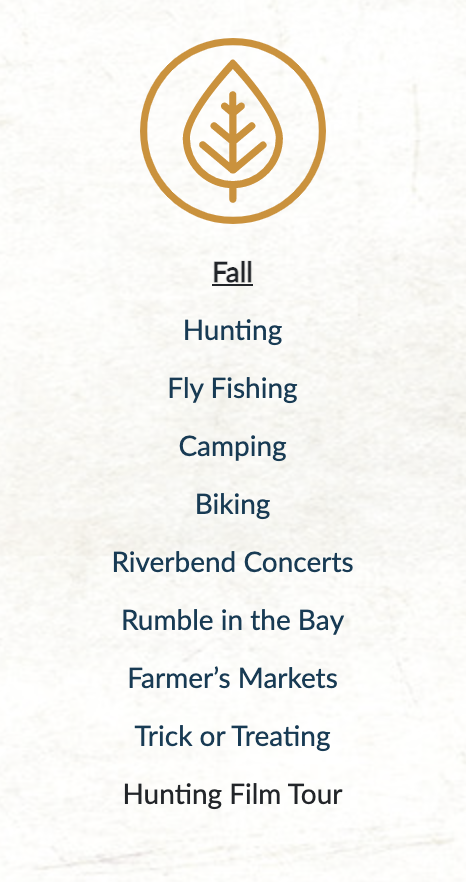 Fall
Hunting
Fly Fishing
Camping
Biking
Riverbend Concerts
Rumble in the Bay
Farmer’s Markets
Trick or Treating
Hunting Film Tour